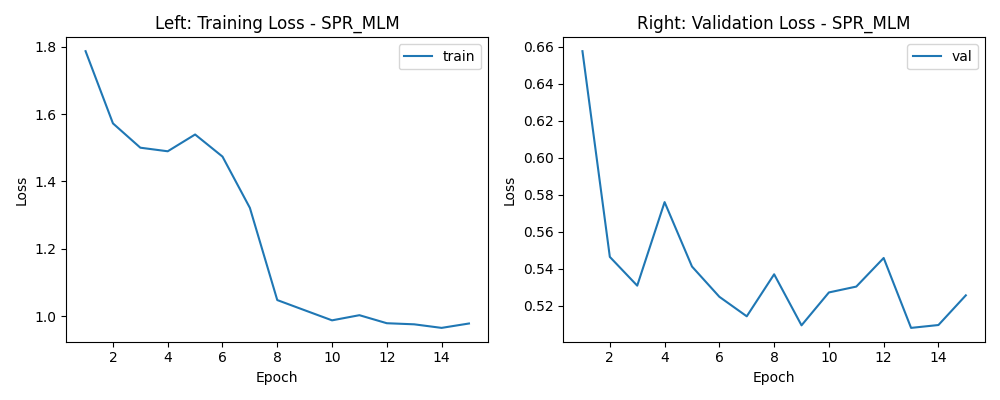 Left: Training Loss - SPR_MLM
train
1.8
1.6
1.4
1.2
1.0
Loss
2 4 6 8 10 12 14
Epoch
Right: Validation Loss - SPR_MLM
val
0.66
0.64
0.62
0.60
0.58
0.56
0.54
0.52
Loss
2 4 6 8 10 12 14
Epoch